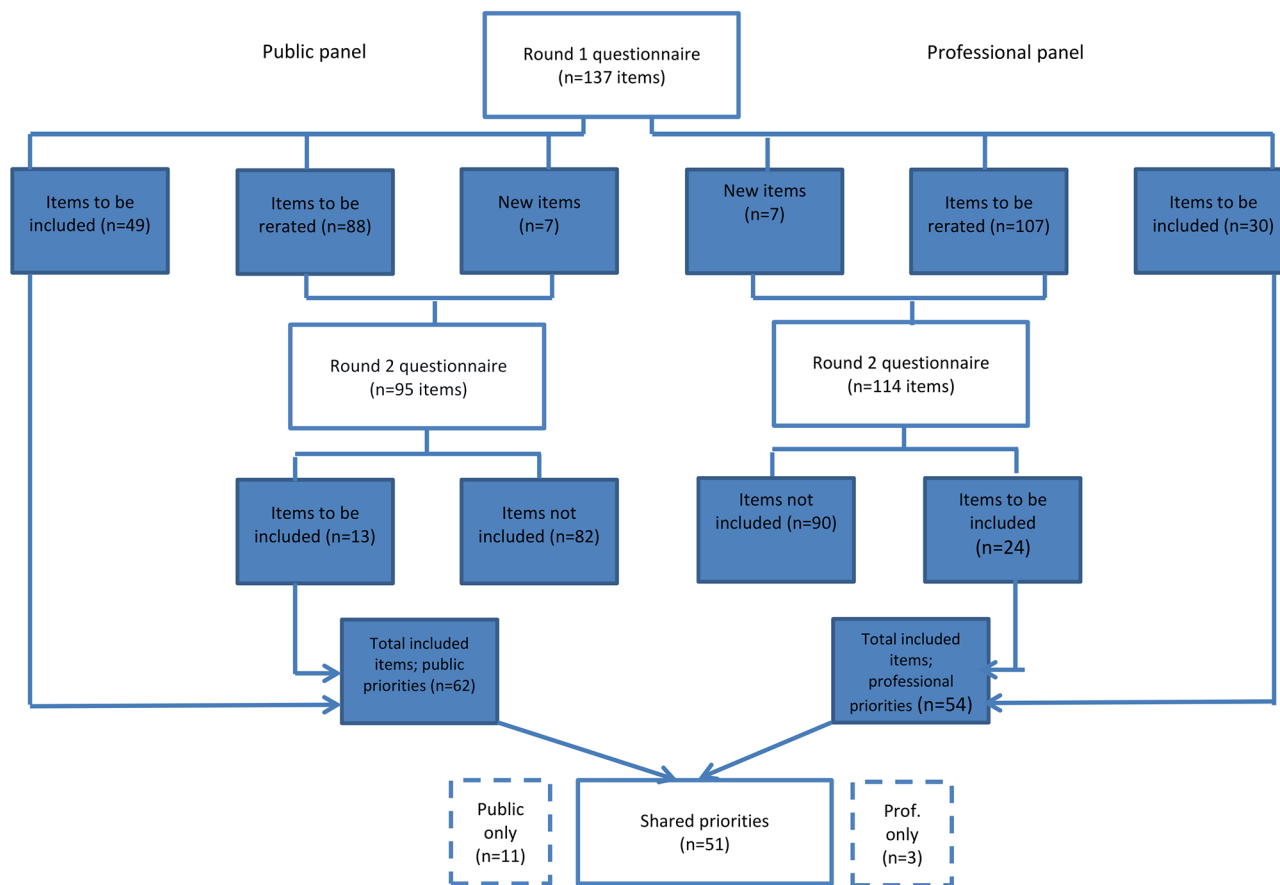 Public panel
Round 1 questionnaire
(n=137 items)
Professional panel
Items to be
included (n=49)
Items to be
rerated (n=88)
New items
(n=7)
New items
(n=7)
Items to be
rerated (n=107)
Items to be
included (n=30)
Round 2 questionnaire
(n=95 items)
Round 2 questionnaire
(n=114 items)
Items to be
included (n=13)
Items not
included (n=82)
Items not
included (n=90)
Items to be
included
(n=24)
Total included
items; public
priorities (n=62)
Total included
items;
professional
priorities (n=54)
Public
only
(n=11)
Shared priorities
(n=51)
Prof.
only
(n=3)